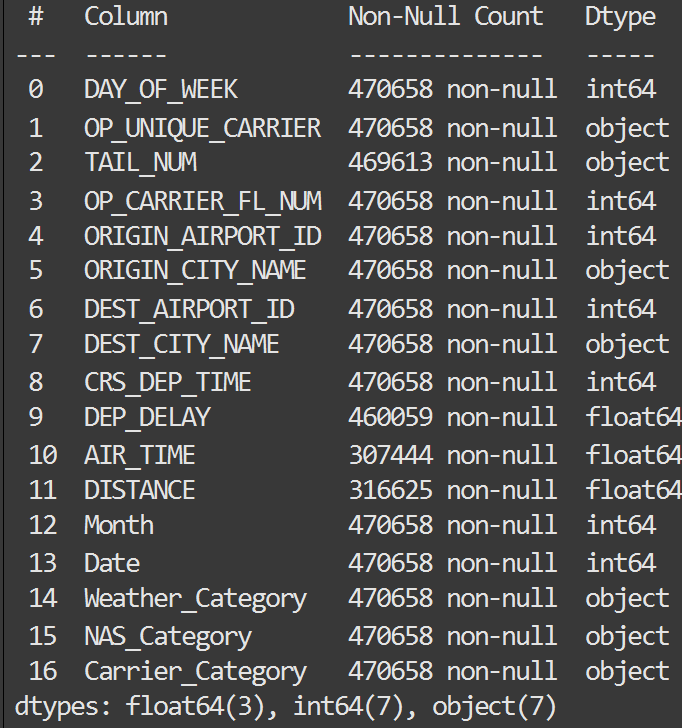 #   Column             Non-Null Count   Dtype
---  ------             --------------   -----
0   DAY_OF_WEEK        470658 non-null  int64
1   OP_UNIQUE_CARRIER  470658 non-null  object
2   TAIL_NUM           469613 non-null  object
3   OP_CARRIER_FL_NUM  470658 non-null  int64
4   ORIGIN_AIRPORT_ID  470658 non-null  int64
5   ORIGIN_CITY_NAME   470658 non-null  object
6   DEST_AIRPORT_ID    470658 non-null  int64
7   DEST_CITY_NAME     470658 non-null  object
8   CRS_DEP_TIME       470658 non-null  int64
9   DEP_DELAY          460059 non-null  float64
10  AIR_TIME           307444 non-null  float64
11  DISTANCE           316625 non-null  float64
12  Month              470658 non-null  int64
13  Date               470658 non-null  int64
14  Weather_Category   470658 non-null  object
15  NAS_Category       470658 non-null  object
16  Carrier_Category   470658 non-null  object
dtypes: float64(3), int64(7), object(7)